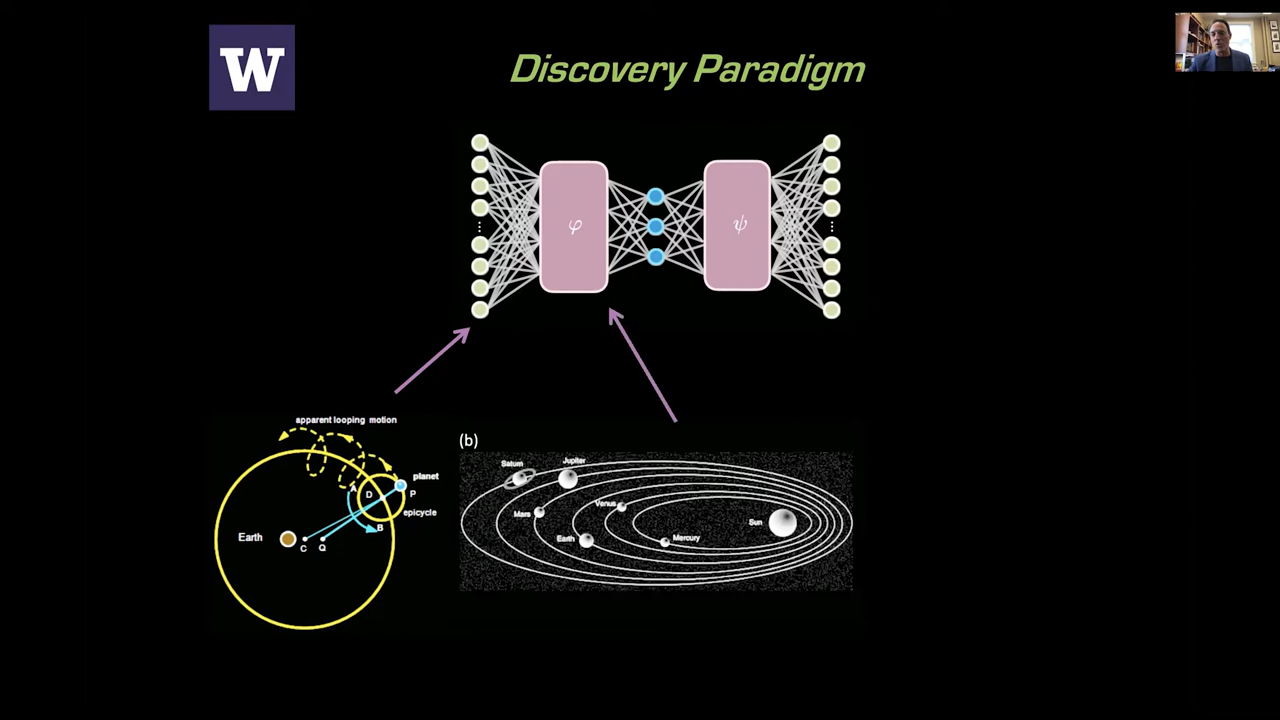 W
Discovery Paradigm
φ
ψ
apparent looping motion
planet
A
D
P
epicycle
B
Earth
C
Q
(b)
Saturn
Jupiter
Venus
Mars
Sun
Earth
Mercury